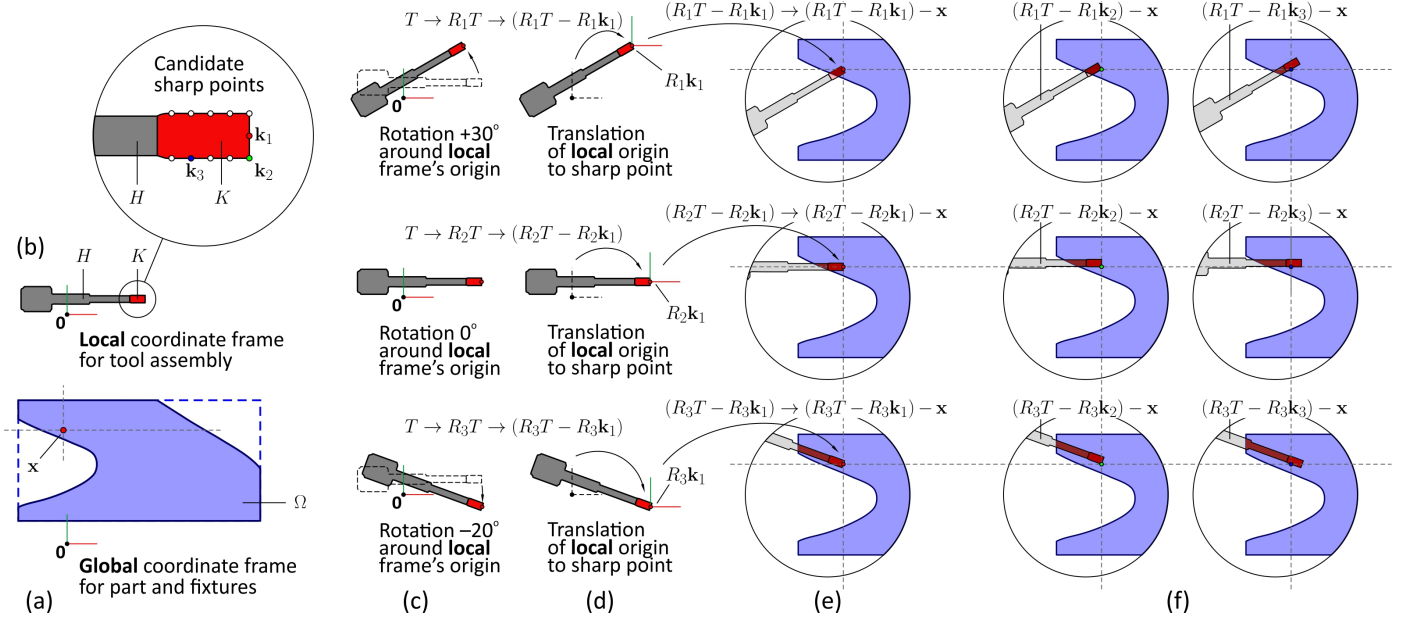 Candidate
sharp points
k₁
k₃
k₂
H
K
(b)
H
K
0
Local coordinate frame
for tool assembly
x
Ω
0
Global coordinate frame
for part and fixtures
(a)
T → R₁T → (R₁T − R₁k₁)
R₁k₁
0
Rotation +30°
around local
frame's origin
Translation
of local origin
to sharp point
T → R₂T → (R₂T − R₂k₁)
0
R₂k₁
Rotation 0°
around local
frame's origin
Translation
of local origin
to sharp point
T → R₃T → (R₃T − R₃k₁)
R₃k₁
0
Rotation −20°
around local
frame's origin
Translation
of local origin
to sharp point
(c)
(d)
(R₁T − R₁k₁) → (R₁T − R₁k₁) − x
(R₂T − R₂k₁) → (R₂T − R₂k₁) − x
(R₃T − R₃k₁) → (R₃T − R₃k₁) − x
(e)
(R₁T − R₁k₂) − x
(R₁T − R₁k₃) − x
(R₂T − R₂k₂) − x
(R₂T − R₂k₃) − x
(R₃T − R₃k₂) − x
(R₃T − R₃k₃) − x
(f)